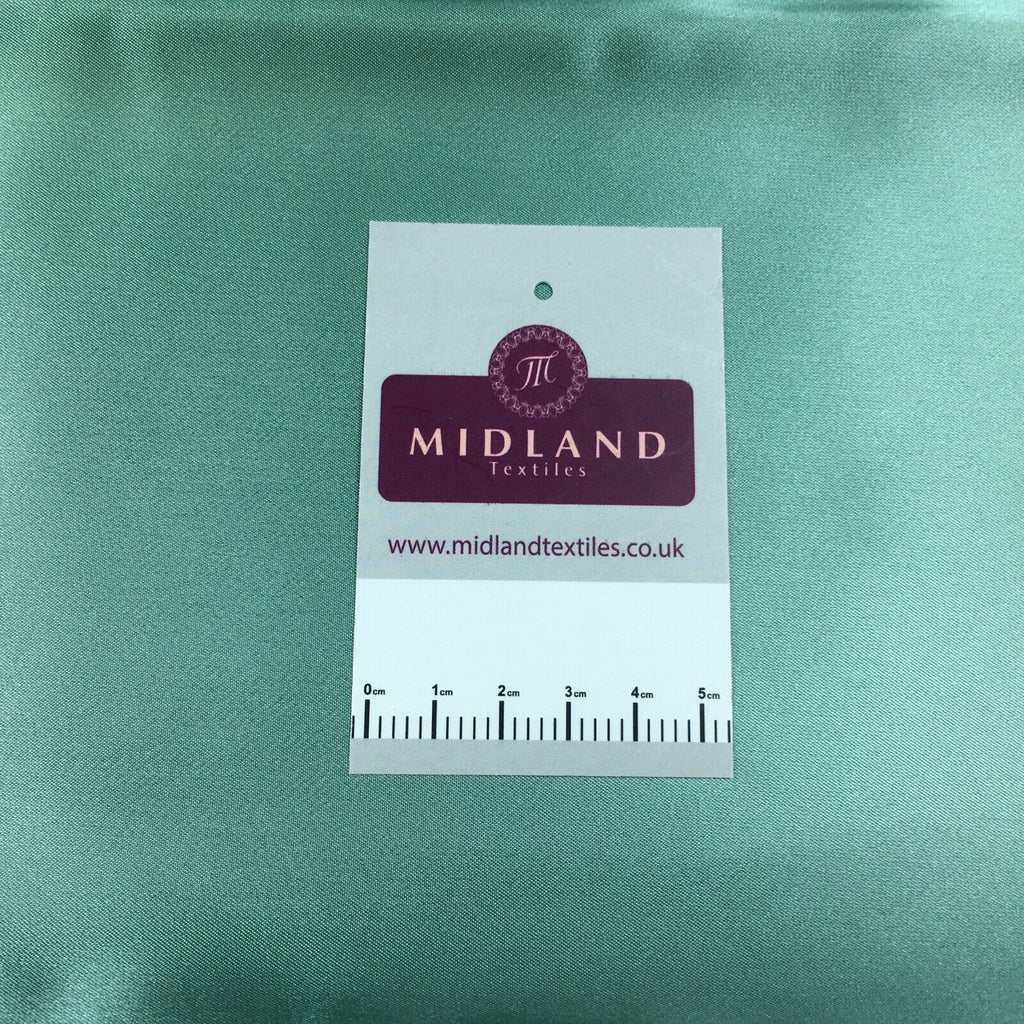 MIDLAND
Textiles
www.midlandtextiles.co.uk
0cm 1cm 2cm 3cm 4cm 5cm